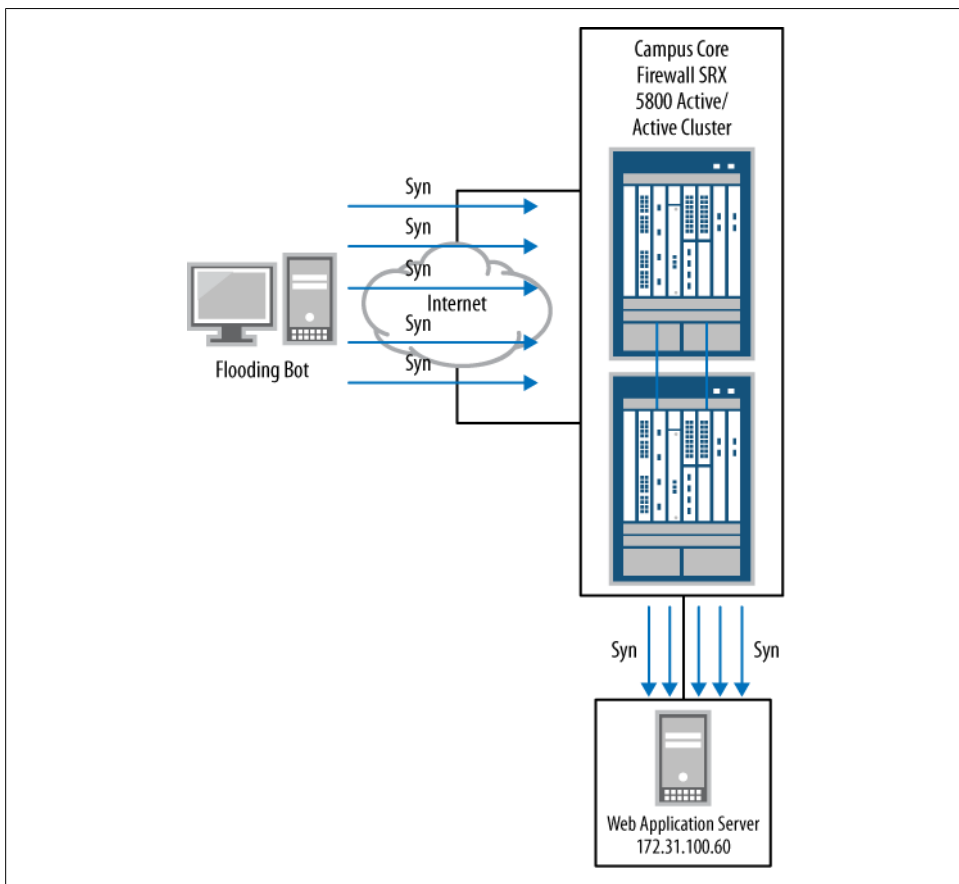 Campus Core
Firewall SRX
5800 Active/
Active Cluster
Syn
Syn
Syn
Internet
Syn
Syn
Flooding Bot
Syn
Syn
Web Application Server
172.31.100.60